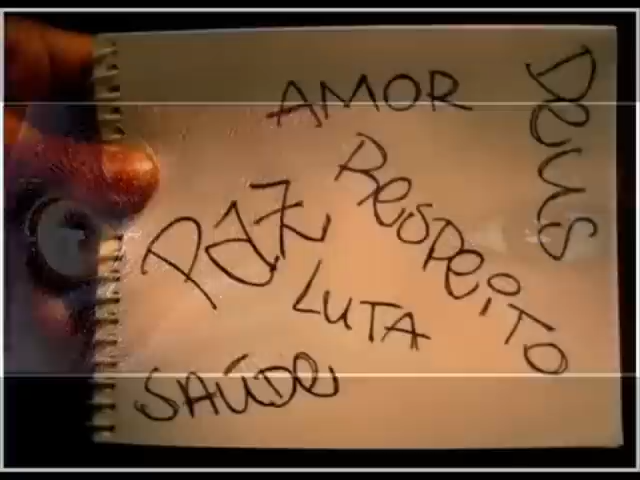 AMOR
DEUS
RESPEITO
PAZ
LUTA
SAÚDE